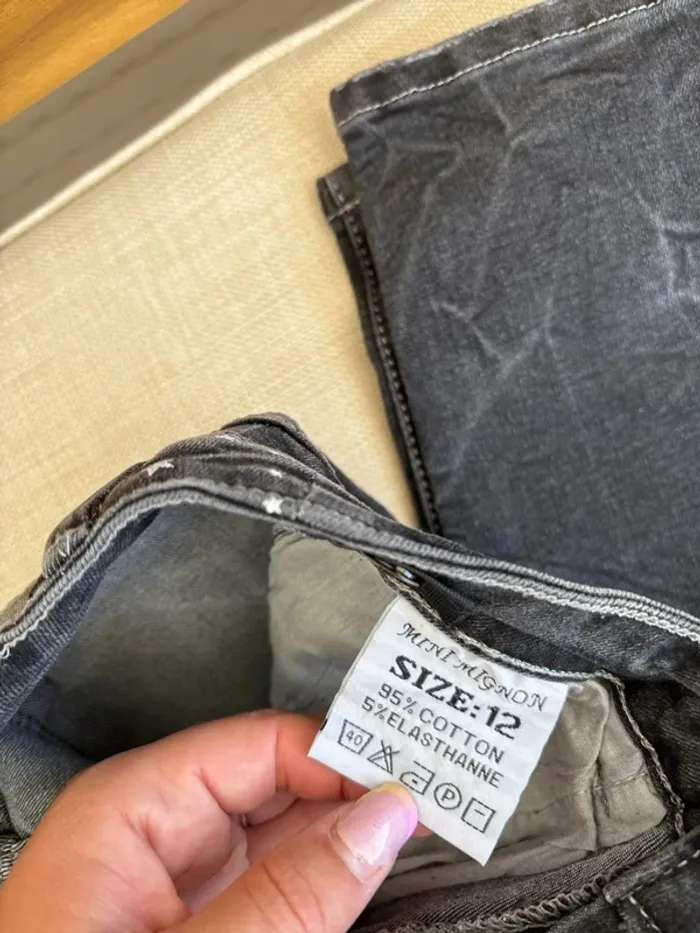 MINI MIGNON
SIZE:12
95% COTTON
5%ELASTHANNE
40 P